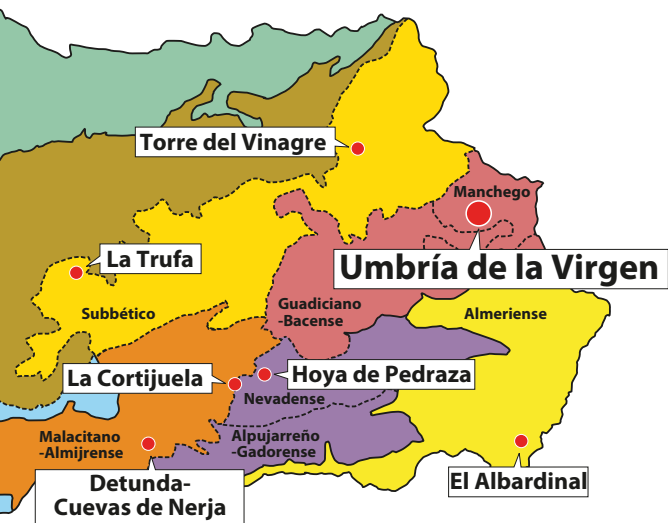 Torre del Vinagre
Manchego
La Trufa
Umbría de la Virgen
Guadiciano
-Bacense
Almeriense
Subbético
La Cortijuela
Hoya de Pedraza
Nevadense
Malacitano
-Almijrense
Alpujarreño
-Gadorense
Detunda-
Cuevas de Nerja
El Albardinal